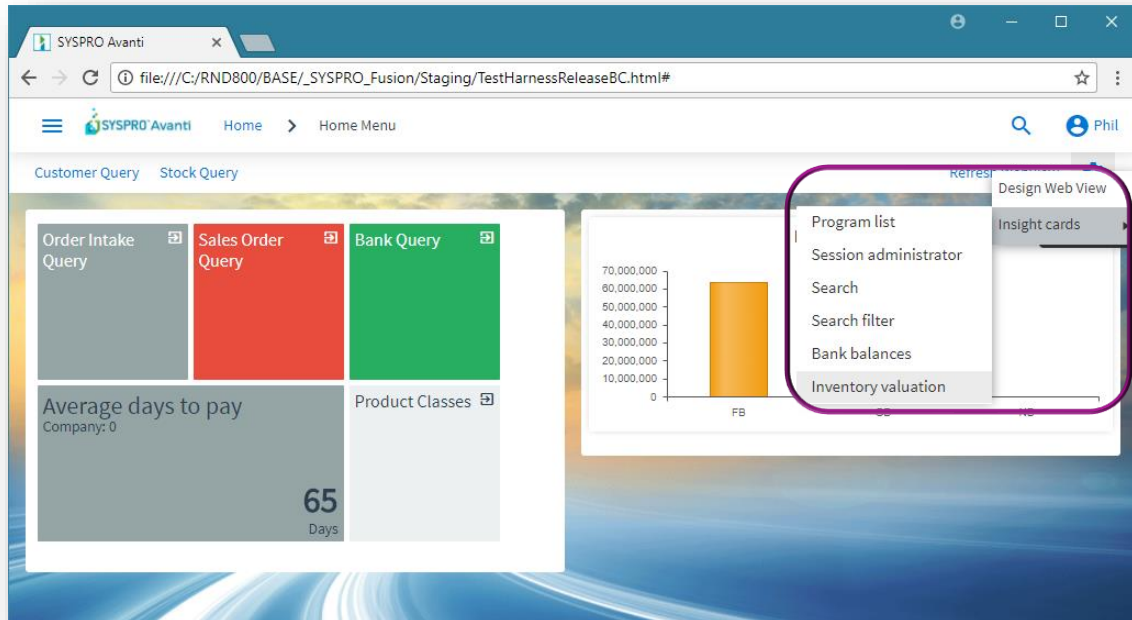 SYSPRO Avanti
file:///C:/RND800/BASE/_SYSPRO_Fusion/Staging/TestHarnessReleaseBC.html#
SYSPRO Avanti Home Home Menu Phil
Customer Query Stock Query
Design Web View
Insight cards
Program list
Session administrator
Search
Search filter
Bank balances
Inventory valuation
Order Intake
Query
Sales Order
Query
Bank Query
Average days to pay
Company: 0
65
Days
Product Classes
70,000,000
60,000,000
50,000,000
40,000,000
30,000,000
20,000,000
10,000,000
0
FB